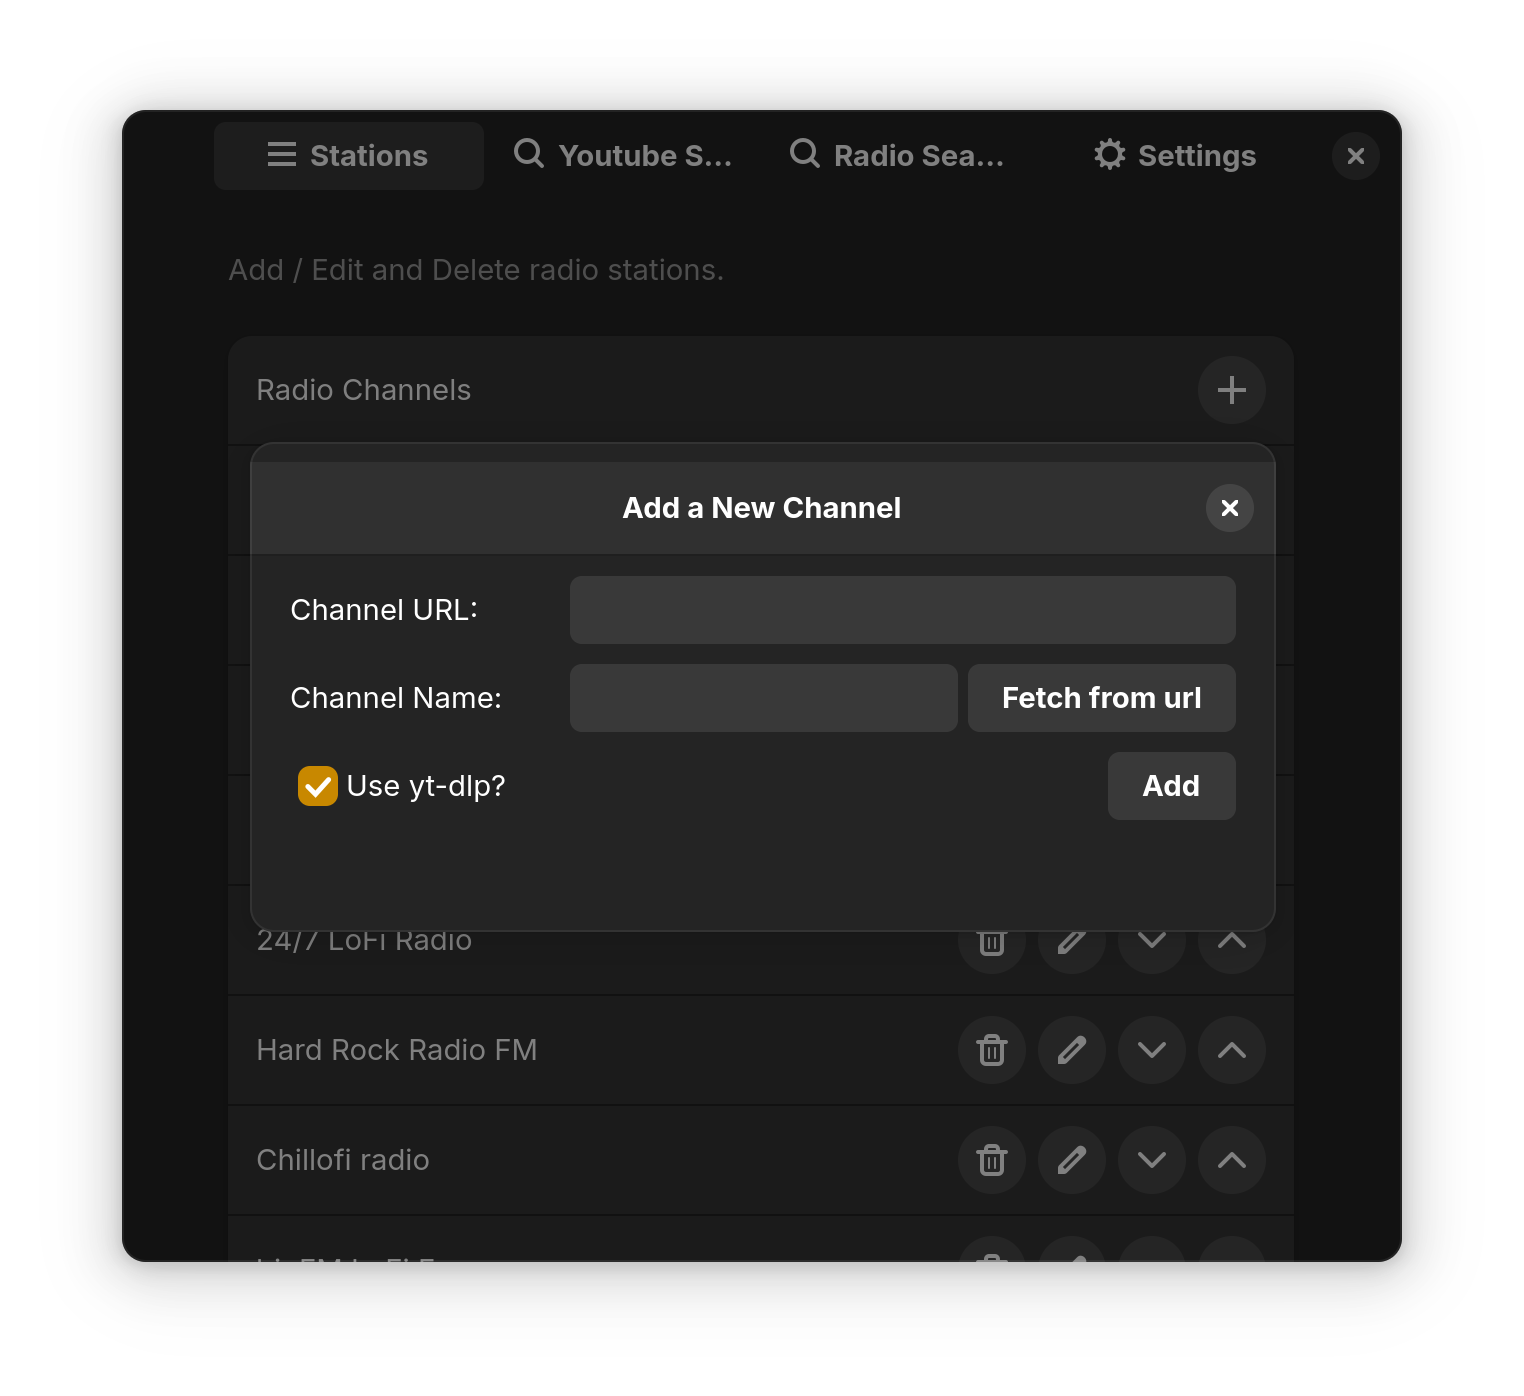 Stations
Youtube S...
Radio Sea...
Settings
Add / Edit and Delete radio stations.
Radio Channels
Add a New Channel
Channel URL:
Channel Name:
Fetch from url
Use yt-dlp?
Add
24/7 LoFi Radio
Hard Rock Radio FM
Chillofi radio